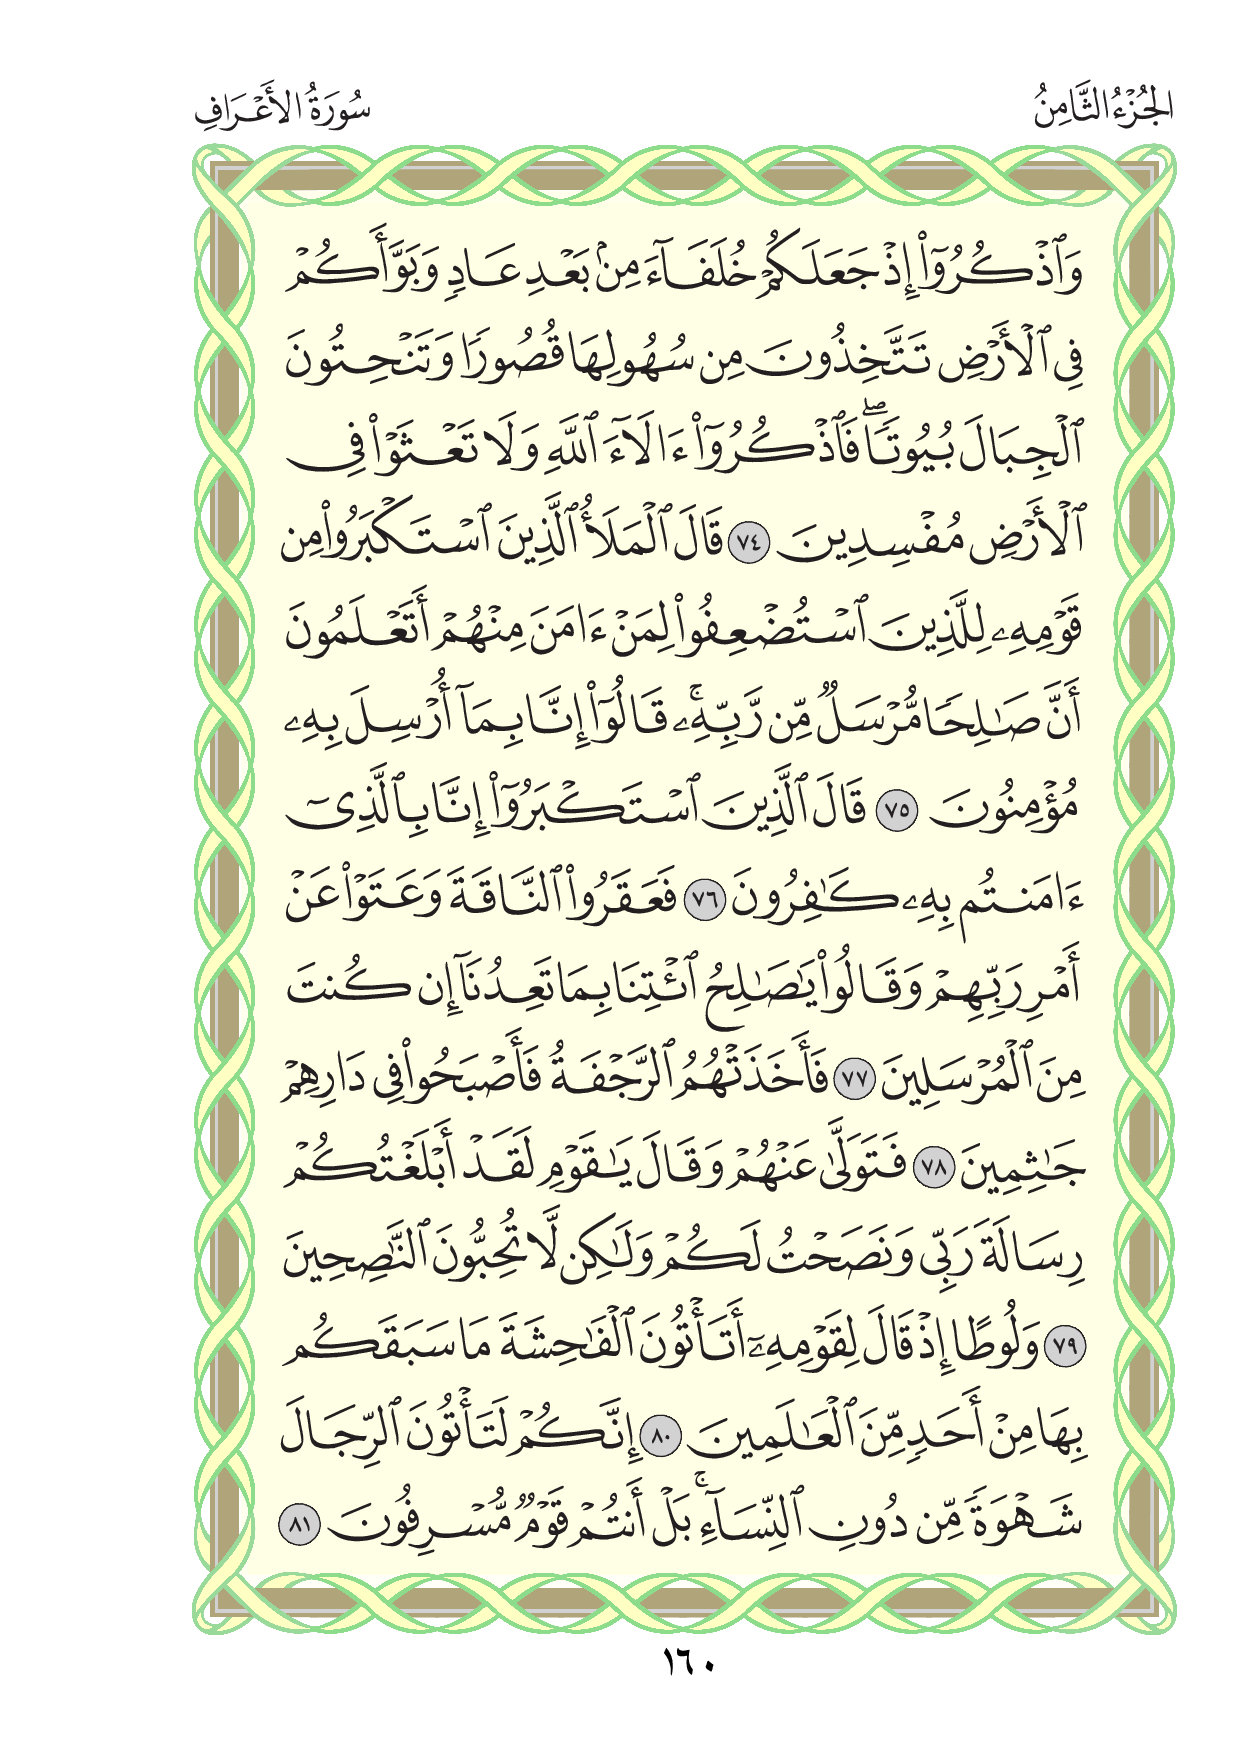 الجُزْءُ الثَّامِنُ
سُورَةُ الأَعْرَافِ
وَٱذْكُرُوٓا۟ إِذْ جَعَلَكُمْ خُلَفَآءَ مِنۢ بَعْدِ عَادٍ وَبَوَّأَكُمْ
فِى ٱلْأَرْضِ تَتَّخِذُونَ مِن سُهُولِهَا قُصُورًا وَتَنْحِتُونَ
ٱلْجِبَالَ بُيُوتًا ۖ فَٱذْكُرُوٓا۟ ءَالَآءَ ٱللَّهِ وَلَا تَعْثَوْا۟ فِى
ٱلْأَرْضِ مُفْسِدِينَ ٧٤ قَالَ ٱلْمَلَأُ ٱلَّذِينَ ٱسْتَكْبَرُوا۟ مِن
قَوْمِهِۦ لِلَّذِينَ ٱسْتُضْعِفُوا۟ لِمَنْ ءَامَنَ مِنْهُمْ أَتَعْلَمُونَ
أَنَّ صَـٰلِحًا مُّرْسَلٌ مِّن رَّبِّهِۦ ۚ قَالُوٓا۟ إِنَّا بِمَآ أُرْسِلَ بِهِۦ
مُؤْمِنُونَ ٧٥ قَالَ ٱلَّذِينَ ٱسْتَكْبَرُوٓا۟ إِنَّا بِٱلَّذِىٓ
ءَامَنتُم بِهِۦ كَـٰفِرُونَ ٧٦ فَعَقَرُوا۟ ٱلنَّاقَةَ وَعَتَوْا۟ عَنْ
أَمْرِ رَبِّهِمْ وَقَالُوا۟ يَـٰصَـٰلِحُ ٱئْتِنَا بِمَا تَعِدُنَآ إِن كُنتَ
مِنَ ٱلْمُرْسَلِينَ ٧٧ فَأَخَذَتْهُمُ ٱلرَّجْفَةُ فَأَصْبَحُوا۟ فِى دَارِهِمْ
جَـٰثِمِينَ ٧٨ فَتَوَلَّىٰ عَنْهُمْ وَقَالَ يَـٰقَوْمِ لَقَدْ أَبْلَغْتُكُمْ
رِسَالَةَ رَبِّى وَنَصَحْتُ لَكُمْ وَلَـٰكِن لَّا تُحِبُّونَ ٱلنَّـٰصِحِينَ
٧٩ وَلُوطًا إِذْ قَالَ لِقَوْمِهِۦٓ أَتَأْتُونَ ٱلْفَـٰحِشَةَ مَا سَبَقَكُم
بِهَا مِنْ أَحَدٍ مِّنَ ٱلْعَـٰلَمِينَ ٨٠ إِنَّكُمْ لَتَأْتُونَ ٱلرِّجَالَ
شَهْوَةً مِّن دُونِ ٱلنِّسَآءِ ۚ بَلْ أَنتُمْ قَوْمٌ مُّسْرِفُونَ ٨١
١٦٠